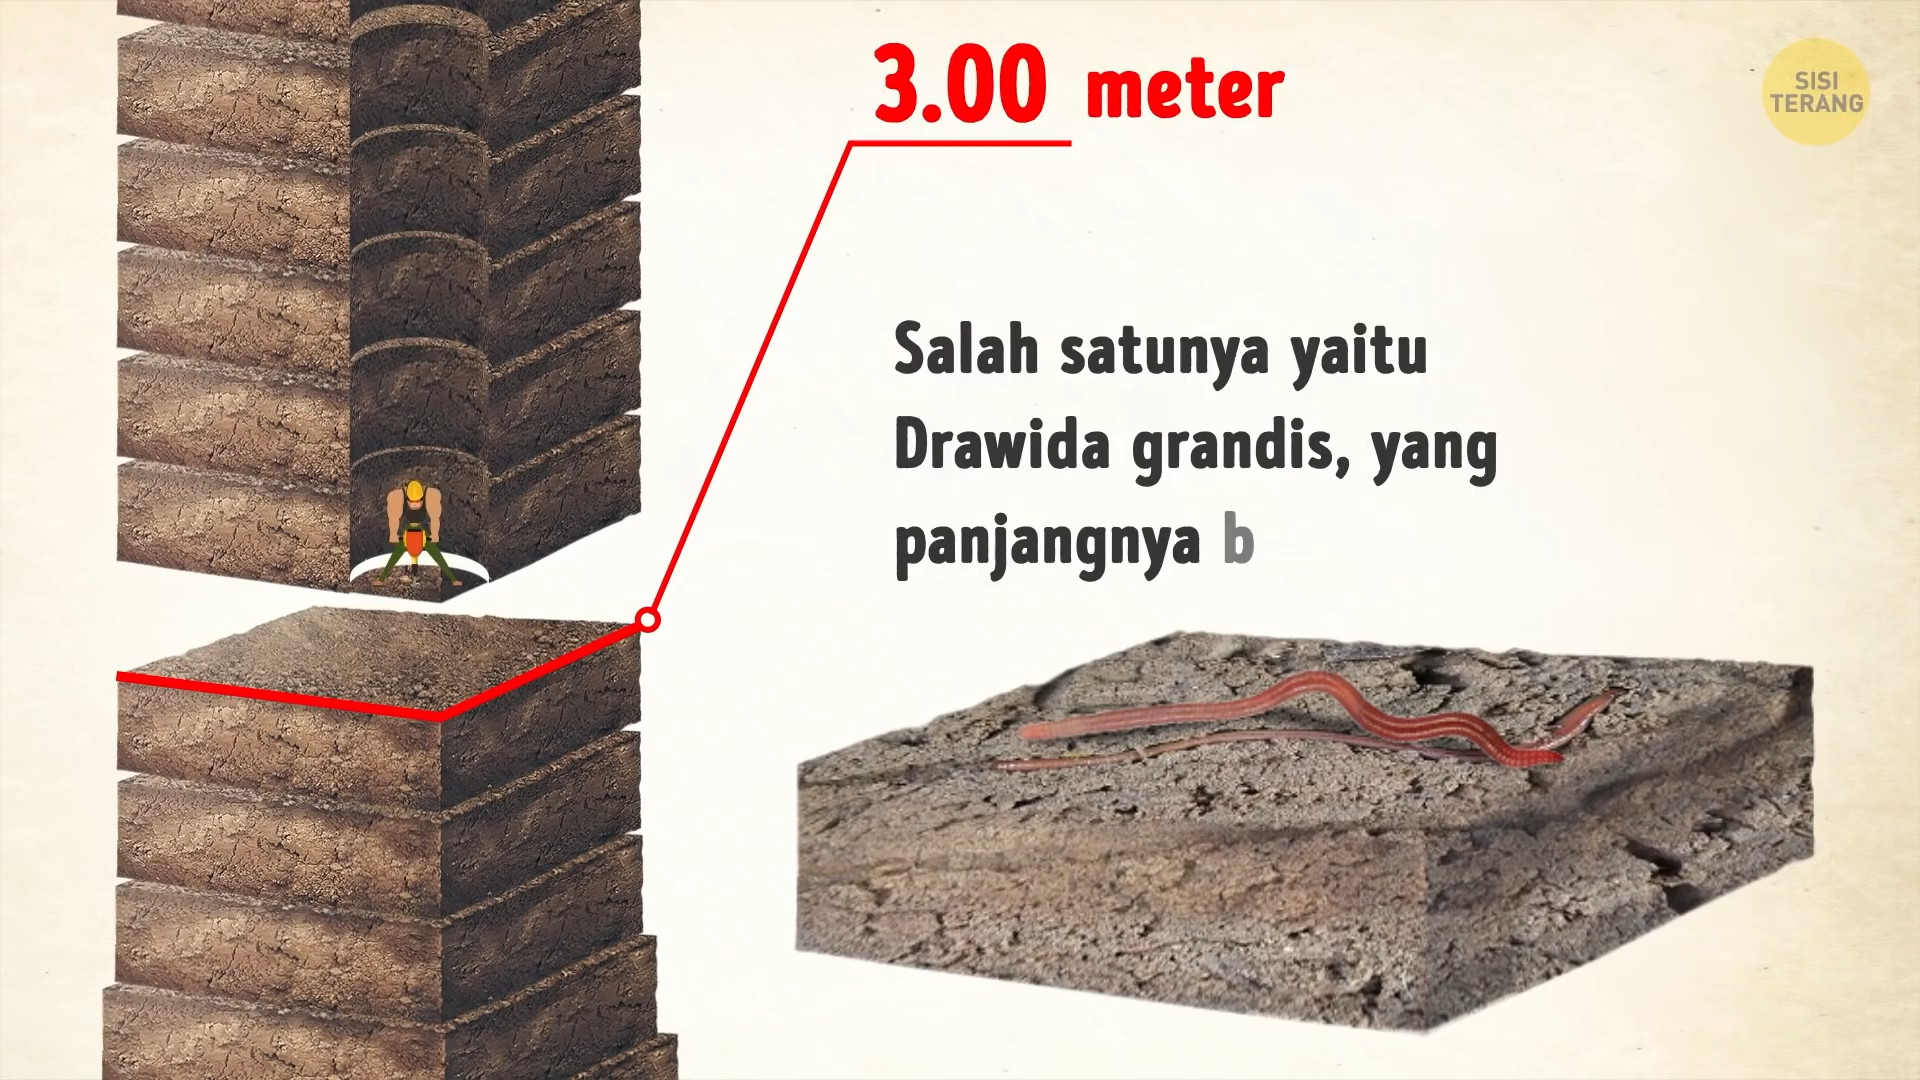 3.00 meter
SISI
TERANG
Salah satunya yaitu
Drawida grandis, yang
panjangnya b